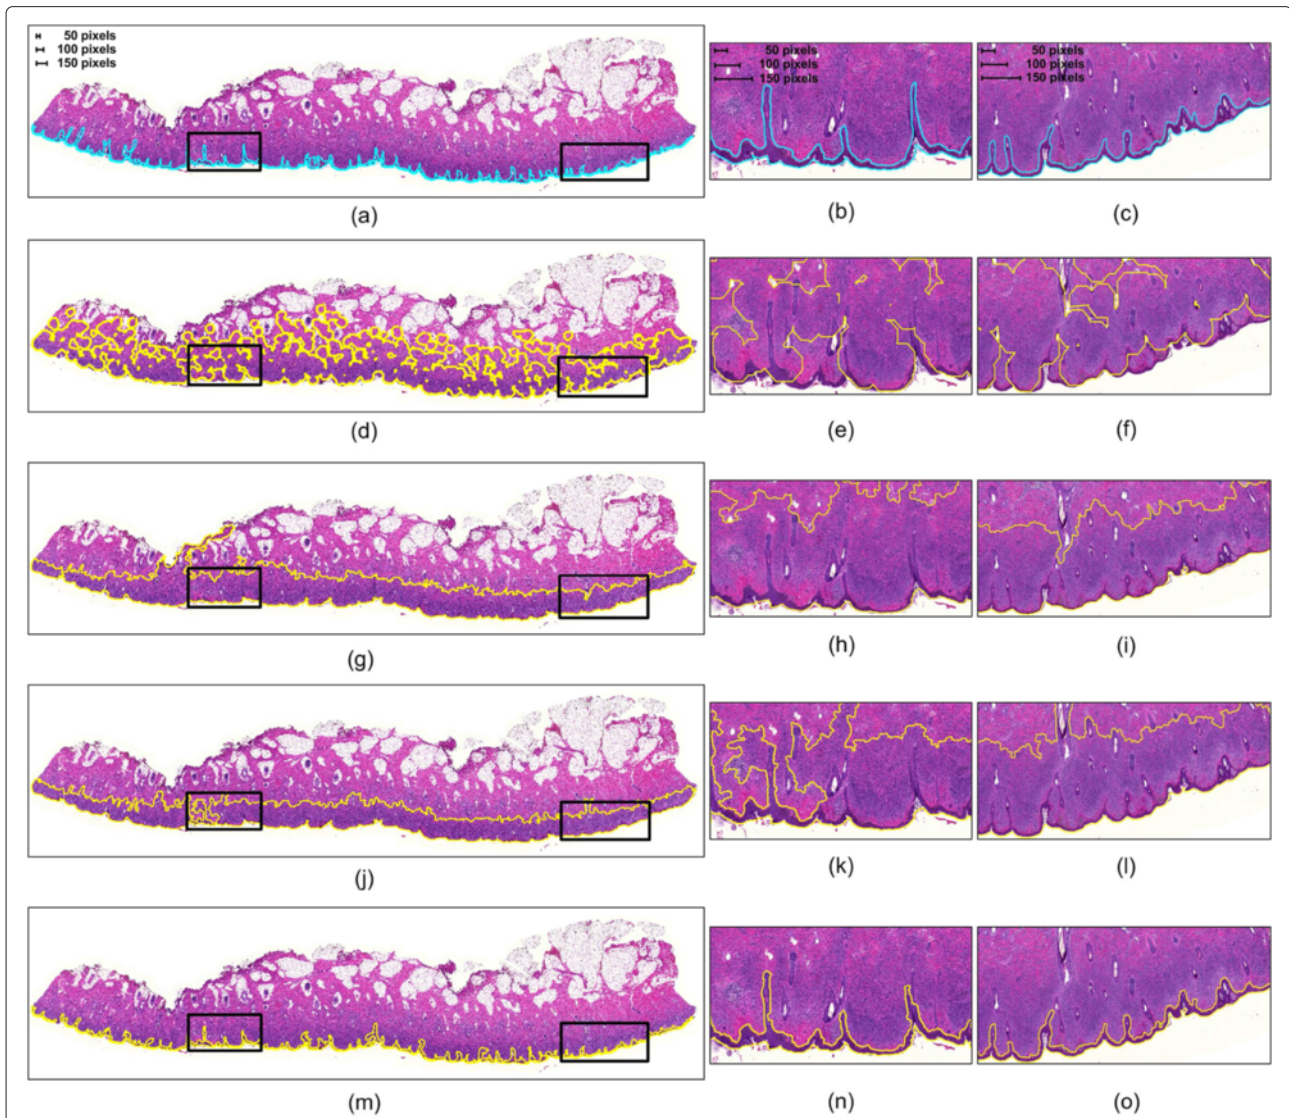 50 pixels
100 pixels
150 pixels
50 pixels
100 pixels
150 pixels
50 pixels
100 pixels
150 pixels
(a)
(b)
(c)
(d)
(e)
(f)
(g)
(h)
(i)
(j)
(k)
(l)
(m)
(n)
(o)